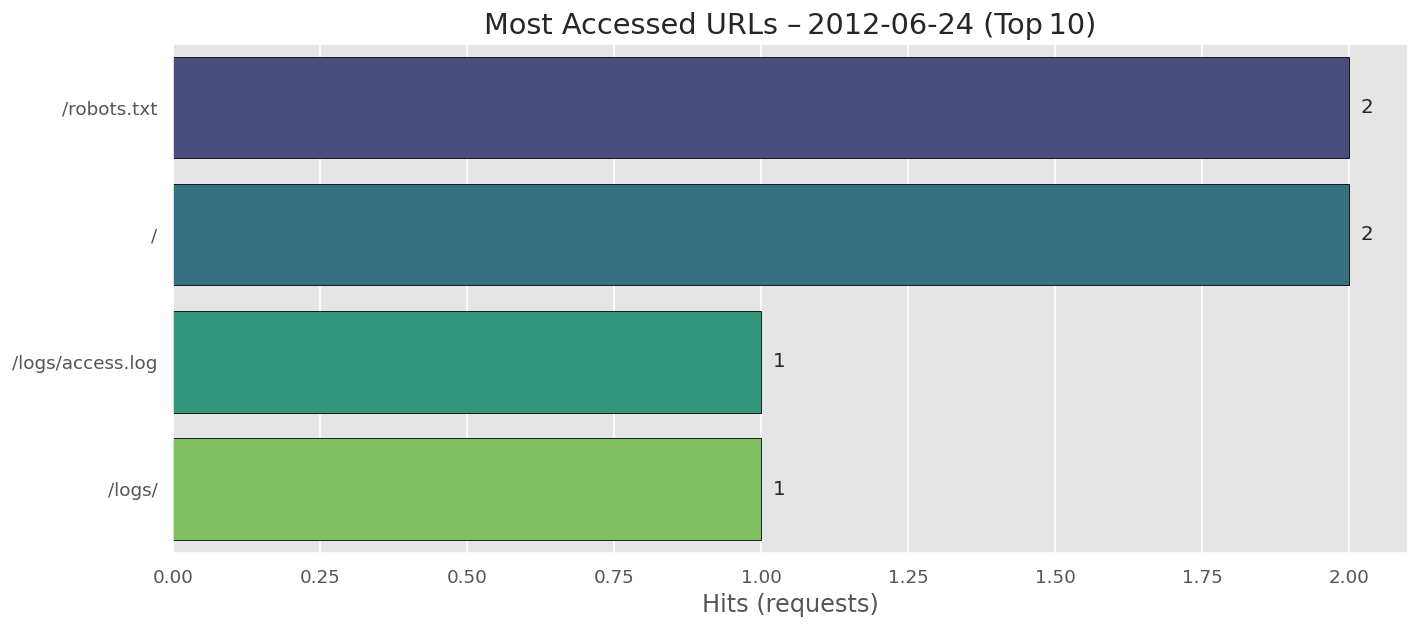 Most Accessed URLs – 2012-06-24 (Top 10)
/robots.txt
2
/
2
/logs/access.log
1
/logs/
1
0.00 0.25 0.50 0.75 1.00 1.25 1.50 1.75 2.00
Hits (requests)